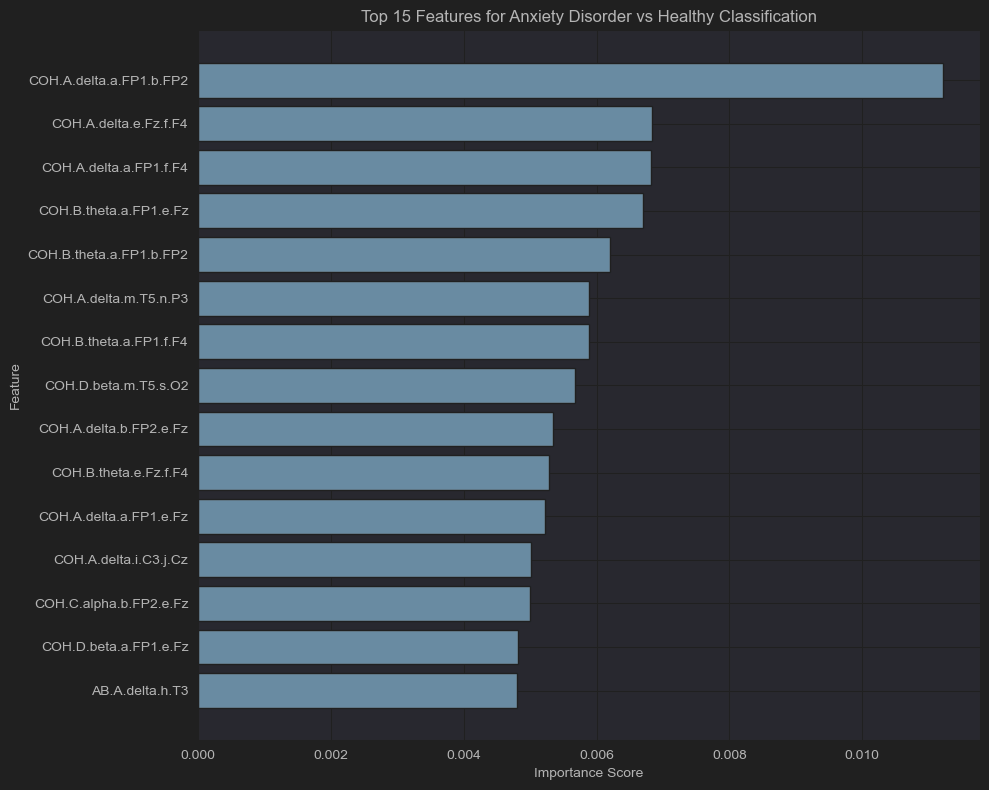 Top 15 Features for Anxiety Disorder vs Healthy Classification
Feature
COH.A.delta.a.FP1.b.FP2
COH.A.delta.e.Fz.f.F4
COH.A.delta.a.FP1.f.F4
COH.B.theta.a.FP1.e.Fz
COH.B.theta.a.FP1.b.FP2
COH.A.delta.m.T5.n.P3
COH.B.theta.a.FP1.f.F4
COH.D.beta.m.T5.s.O2
COH.A.delta.b.FP2.e.Fz
COH.B.theta.e.Fz.f.F4
COH.A.delta.a.FP1.e.Fz
COH.A.delta.i.C3.j.Cz
COH.C.alpha.b.FP2.e.Fz
COH.D.beta.a.FP1.e.Fz
AB.A.delta.h.T3
0.000 0.002 0.004 0.006 0.008 0.010
Importance Score